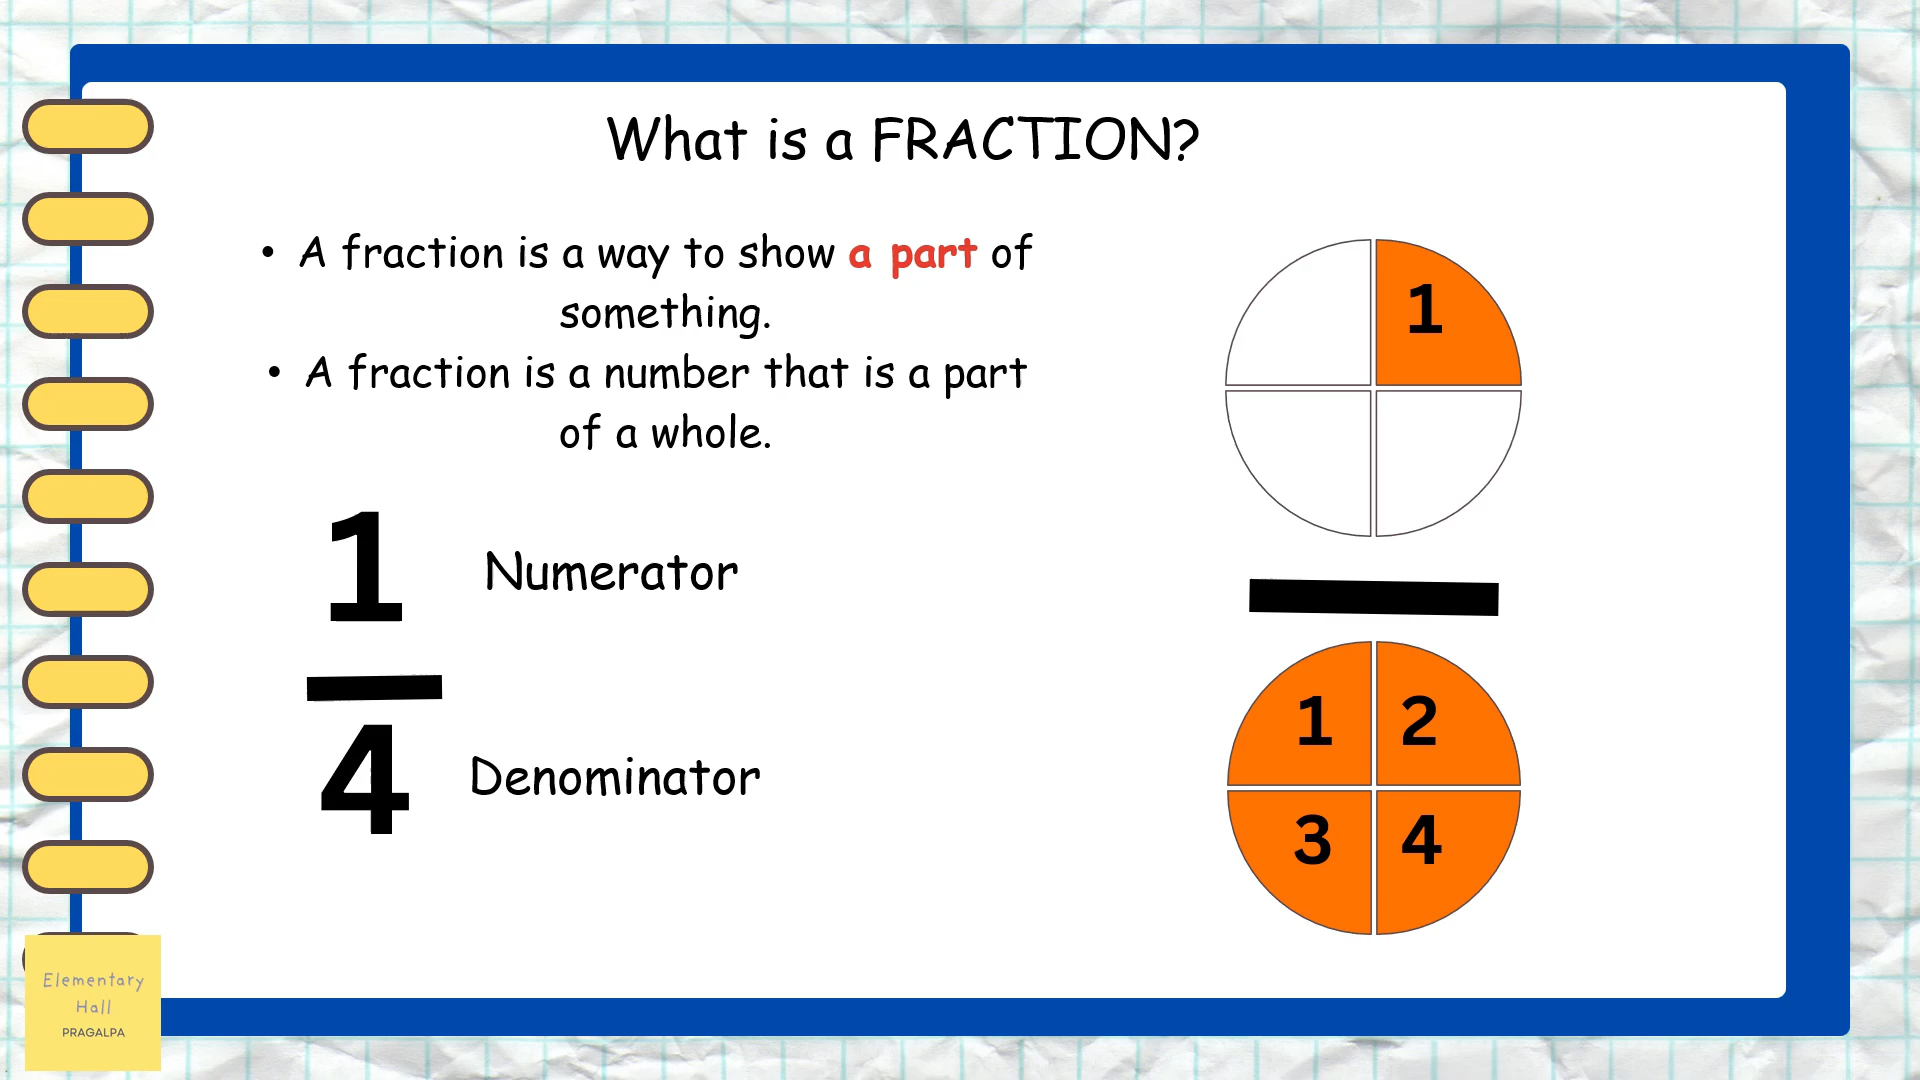 What is a FRACTION?
• A fraction is a way to show a part of
something.
• A fraction is a number that is a part
of a whole.
1
Numerator
4
Denominator
1
1 2
3 4
Elementary
Hall
PRAGALPA